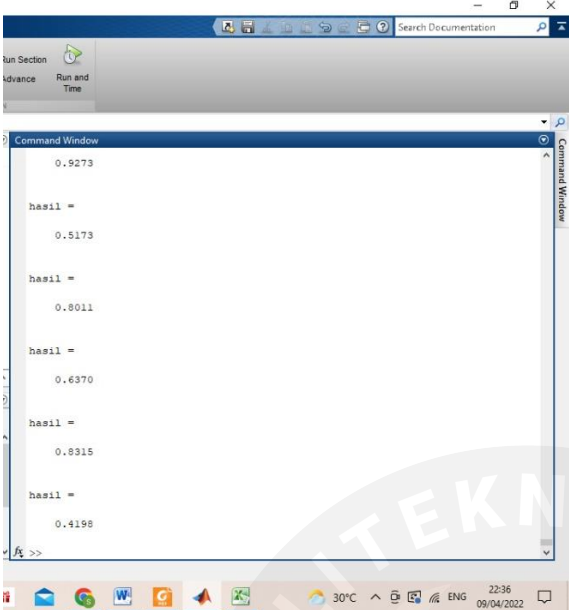 Search Documentation
Run Section
Advance
Run and
Time
Command Window
0.9273
hasil =
0.5173
hasil =
0.8011
hasil =
0.6370
hasil =
0.8315
hasil =
0.4198
fx >>
Command Window
30°C
ENG
22:36
09/04/2022